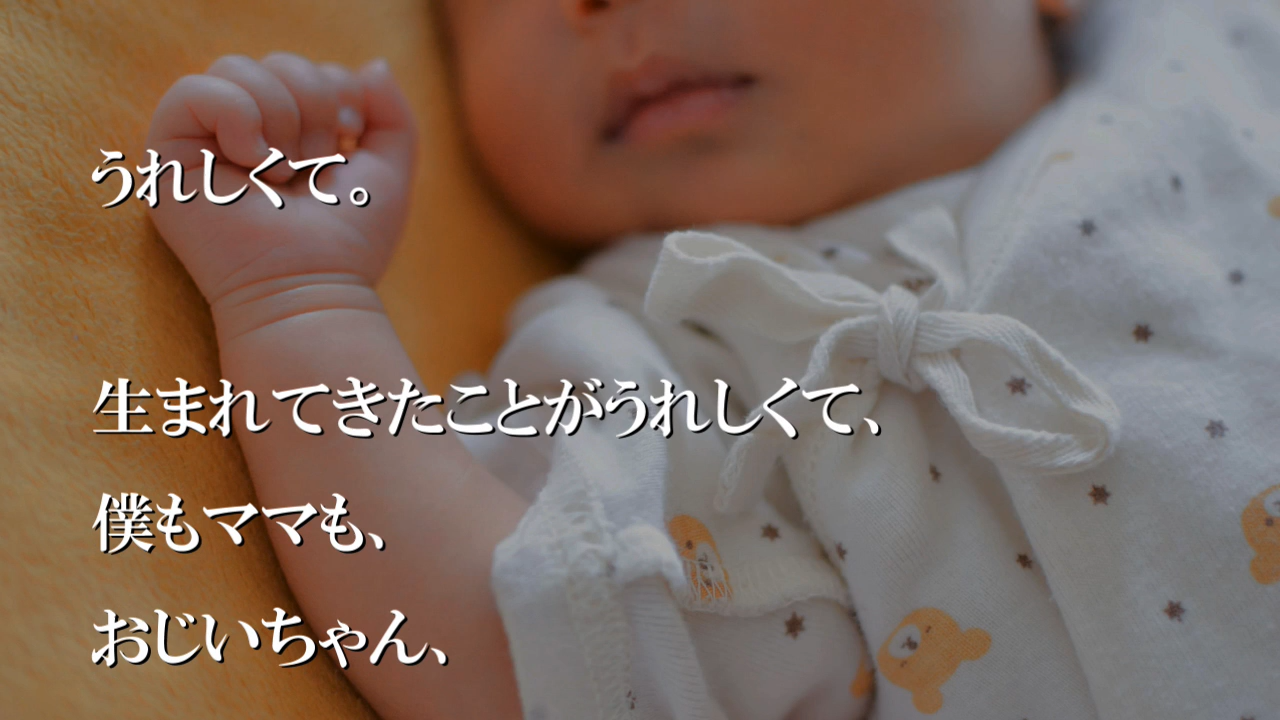 うれしくて。
生まれてきたことがうれしくて、
僕もママも、
おじいちゃん、